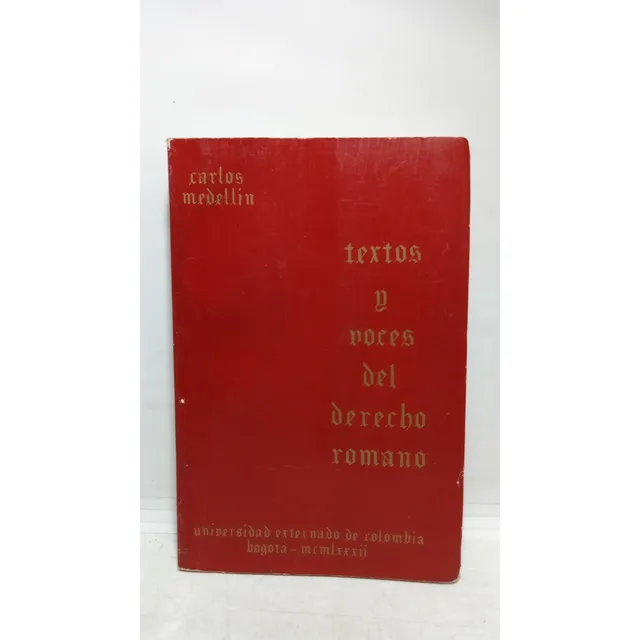 carlos
medellin
textos
y
voces
del
derecho
romano
universidad externado de colombia
bogota - mcmlxxxii